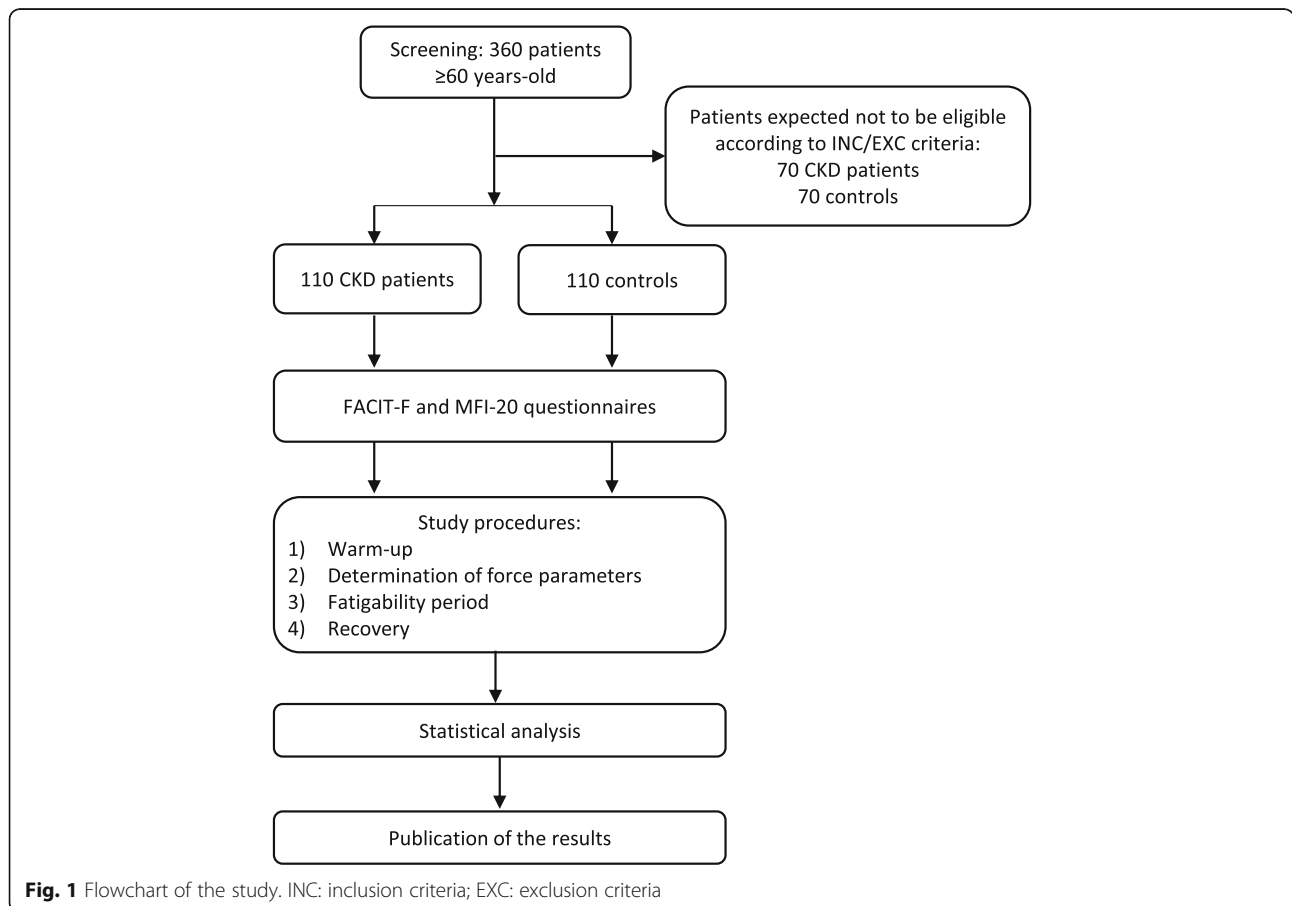 Screening: 360 patients
≥60 years-old
Patients expected not to be eligible
according to INC/EXC criteria:
70 CKD patients
70 controls
110 CKD patients
110 controls
FACIT-F and MFI-20 questionnaires
Study procedures:
1) Warm-up
2) Determination of force parameters
3) Fatigability period
4) Recovery
Statistical analysis
Publication of the results
Fig. 1 Flowchart of the study. INC: inclusion criteria; EXC: exclusion criteria